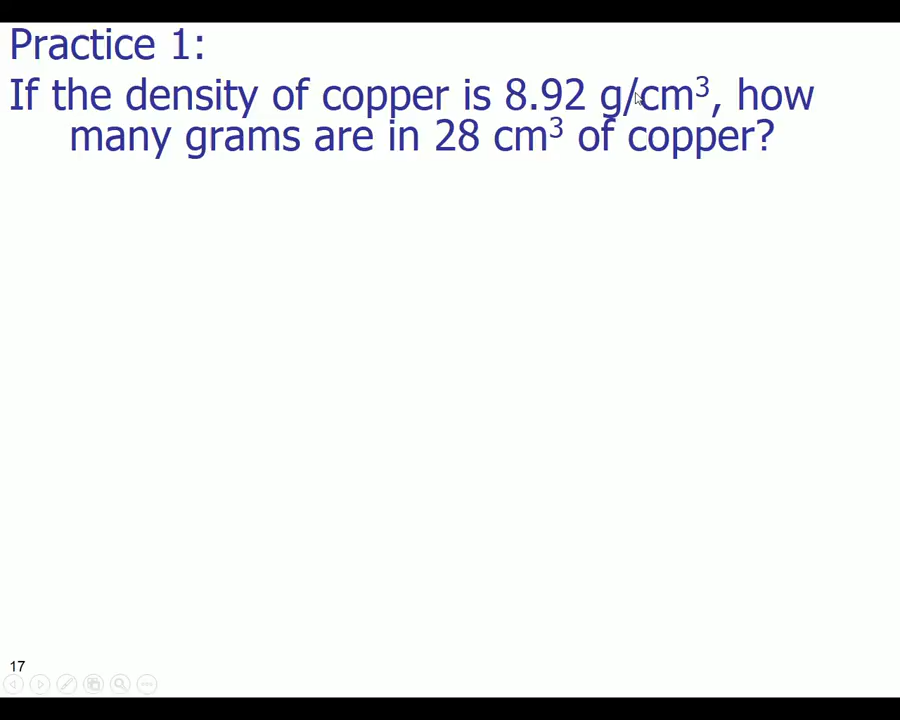 Practice 1:
If the density of copper is 8.92 g/cm³, how
many grams are in 28 cm³ of copper?
17